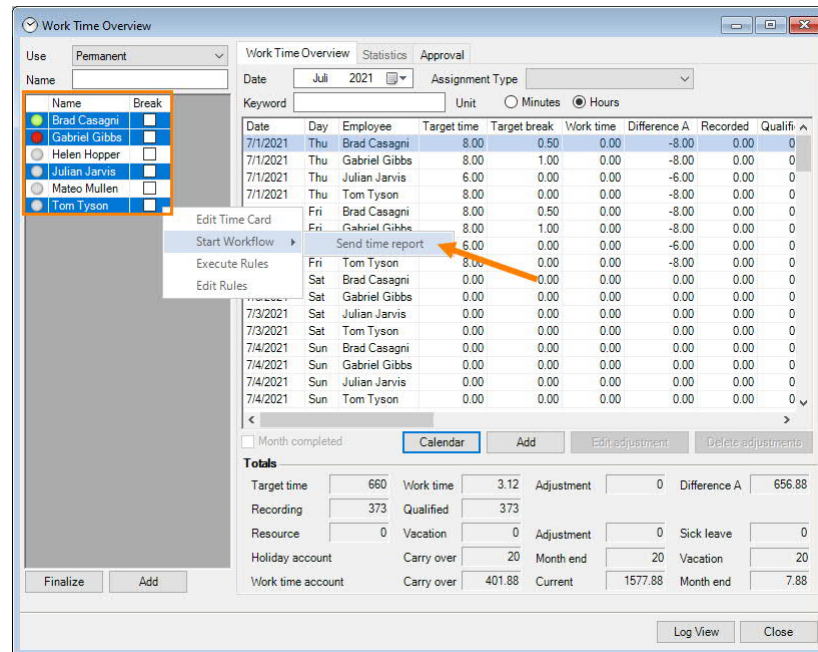 Work Time Overview
Use Permanent
Name
Name Break
Brad Casagni
Gabriel Gibbs
Helen Hopper
Julian Jarvis
Mateo Mullen
Tom Tyson
Edit Time Card
Start Workflow
Send time report
Execute Rules
Edit Rules
Finalize Add
Work Time Overview Statistics Approval
Date Juli 2021 Assignment Type
Keyword Unit Minutes Hours
Date Day Employee Target time Target break Work time Difference A Recorded
7/1/2021 Thu Brad Casagni 8.00 0.50 0.00 -8.00 0.00 0
7/1/2021 Thu Gabriel Gibbs 8.00 1.00 0.00 -8.00 0.00 0
7/1/2021 Thu Julian Jarvis 6.00 0.00 0.00 -6.00 0.00 0
7/1/2021 Thu Tom Tyson 8.00 0.00 0.00 -8.00 0.00 0
Fri Brad Casagni 8.00 0.50 0.00 -8.00 0.00 0
Fri Gabriel Gibbs 8.00 1.00 0.00 -8.00 0.00 0
6.00 0.00 0.00 -6.00 0.00 0
Fri Tom Tyson 8.00 0.00 0.00 -8.00 0.00 0
Sat Brad Casagni 0.00 0.00 0.00 0.00 0.00 0
Sat Gabriel Gibbs 0.00 0.00 0.00 0.00 0.00 0
7/3/2021 Sat Julian Jarvis 0.00 0.00 0.00 0.00 0.00 0
7/3/2021 Sat Tom Tyson 0.00 0.00 0.00 0.00 0.00 0
7/4/2021 Sun Brad Casagni 0.00 0.00 0.00 0.00 0.00 0
7/4/2021 Sun Gabriel Gibbs 0.00 0.00 0.00 0.00 0.00 0
7/4/2021 Sun Julian Jarvis 0.00 0.00 0.00 0.00 0.00 0
7/4/2021 Sun Tom Tyson 0.00 0.00 0.00 0.00 0.00 0
Month completed Calendar Add Edit adjustment Delete adjustments
Totals
Target time 660 Work time 3.12 Adjustment 0 Difference A 656.88
Recording 373 Qualified 373
Resource 0 Vacation 0 Adjustment 0 Sick leave 0
Holiday account Carry over 20 Month end 20 Vacation 20
Work time account Carry over 401.88 Current 1577.88 Month end 7.88
Log View Close